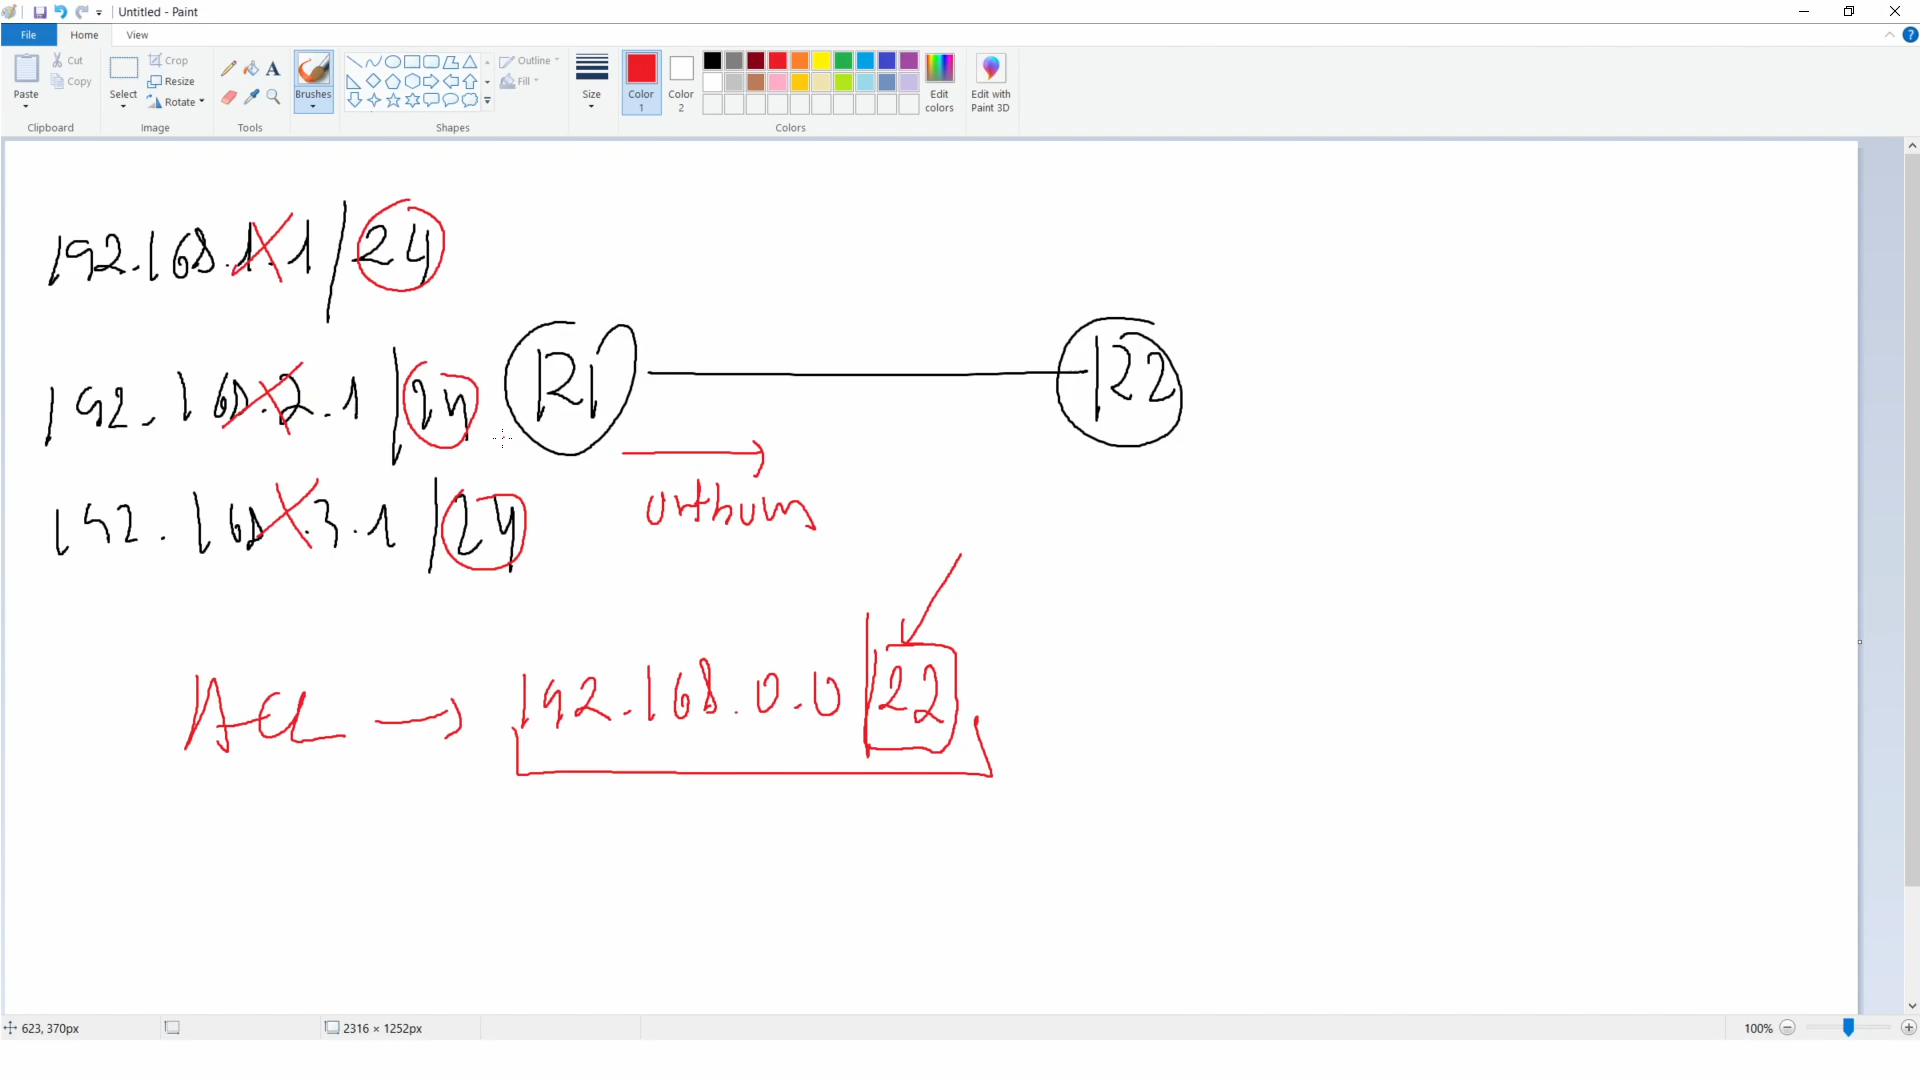 Untitled - Paint
File Home View
Paste Cut Copy Select Crop Resize Rotate Brushes Outline Fill Size Color 1 Color 2 Edit colors Edit with Paint 3D
Clipboard Image Tools Shapes Colors
192.168.1.1/24
192.168.2.1/24 R1 R2
192.168.3.1/24
ACL → 192.168.0.0/22
623, 370px 2316 × 1252px 100%